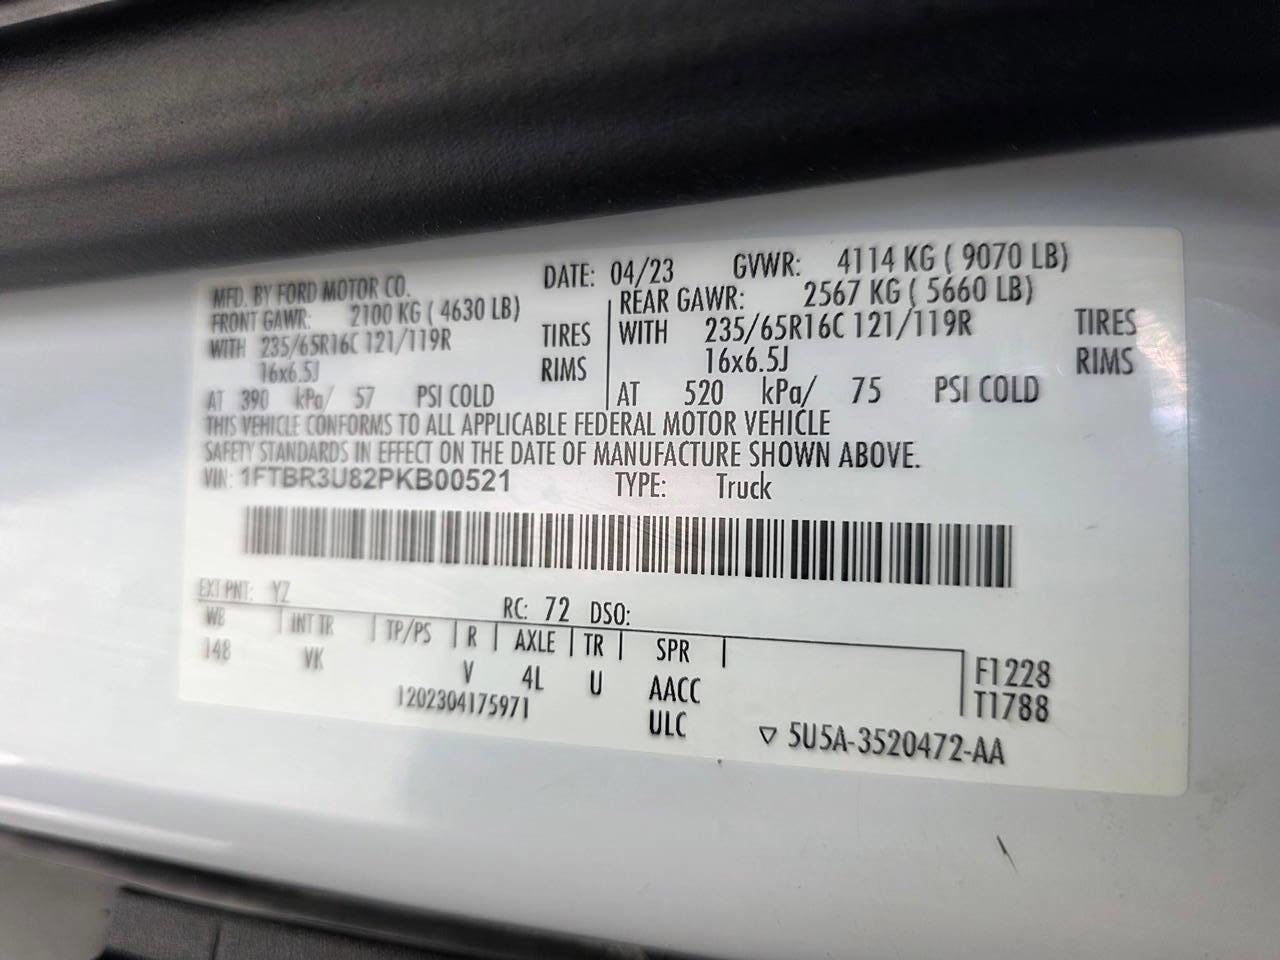 MFD. BY FORD MOTOR CO. DATE: 04/23 GVWR: 4114 KG ( 9070 LB)
FRONT GAWR: 2100 KG ( 4630 LB) REAR GAWR: 2567 KG ( 5660 LB)
WITH 235/65R16C 121/119R TIRES WITH 235/65R16C 121/119R TIRES
16x6.5J RIMS 16x6.5J RIMS
AT 390 kPa/ 57 PSI COLD AT 520 kPa/ 75 PSI COLD
THIS VEHICLE CONFORMS TO ALL APPLICABLE FEDERAL MOTOR VEHICLE
SAFETY STANDARDS IN EFFECT ON THE DATE OF MANUFACTURE SHOWN ABOVE.
VIN: 1FTBR3U82PKB00521 TYPE: Truck
EXT PNT: YZ RC: 72 DSO:
WB INT TR TP/PS R AXLE TR SPR
148 VK V 4L U AACC F1228
1202304175971 ULC T1788
▽ 5U5A-3520472-AA